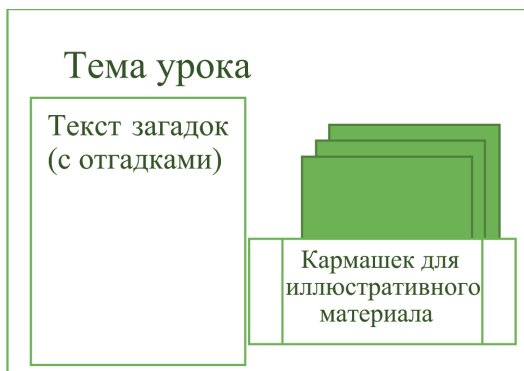 Тема урока
Текст загадок
(с отгадками)
Кармашек для
иллюстративного
материала